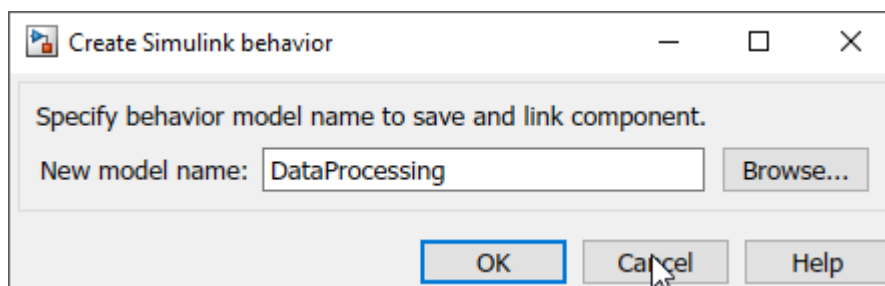 Create Simulink behavior
Specify behavior model name to save and link component.
New model name: DataProcessing Browse...
OK Cancel Help